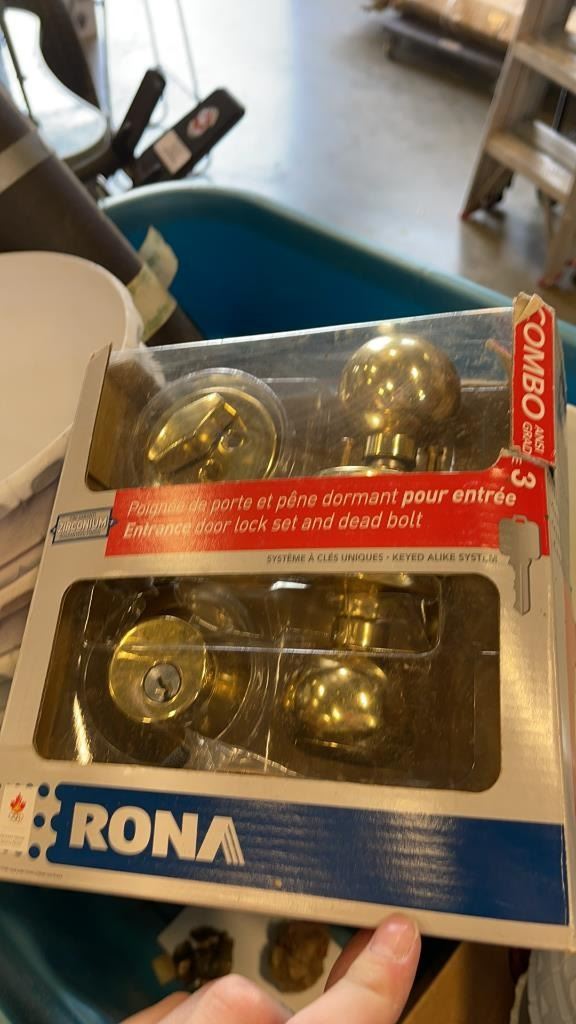 COMBO
ANSI
GRADE 3
Poignée de porte et pêne dormant pour entrée
Entrance door lock set and dead bolt
ZIRCONIUM
SYSTÈME À CLÉS UNIQUES • KEYED ALIKE SYSTEM
RONA